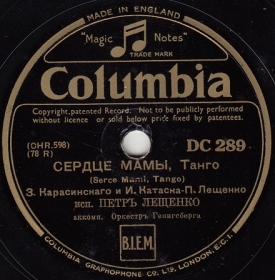 MADE IN ENGLAND
"Magic Notes"
TRADE MARK
Columbia
Copyright, patented Record. Not to be publicly performed
without licence or sold below price fixed by patentees.
(OHR.598)
(78 R)
DC 289
СЕРДЦЕ МАМЫ, Танго
(Serce Mamii, Tango)
З. Карасинскаго и И. Катаска-П. Лещенко
исп. ПЕТРЪ ЛЕЩЕНКО
аккомп. Оркестръ Генигсберга
B.I.E.M.
COLUMBIA GRAPHOPHONE CO. LTD. LONDON, E.C.1.